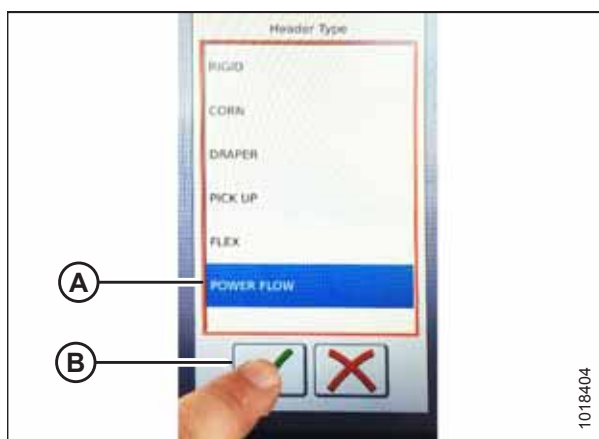 Header Type
RIGID
CORN
DRAPER
PICK UP
FLEX
POWER FLOW
A
B
1018404